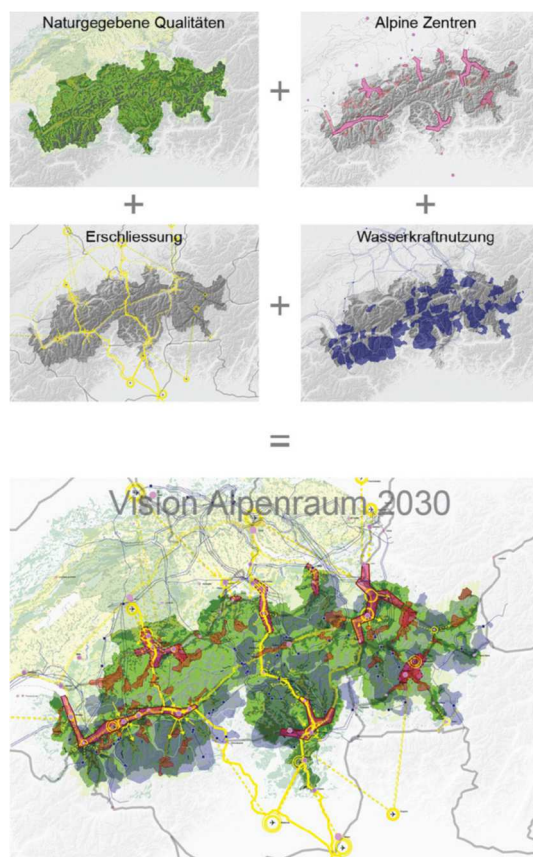 Naturgegebene Qualitäten
Alpine Zentren
+
+
+
Erschliessung
Wasserkraftnutzung
+
=
Vision Alpenraum 2030